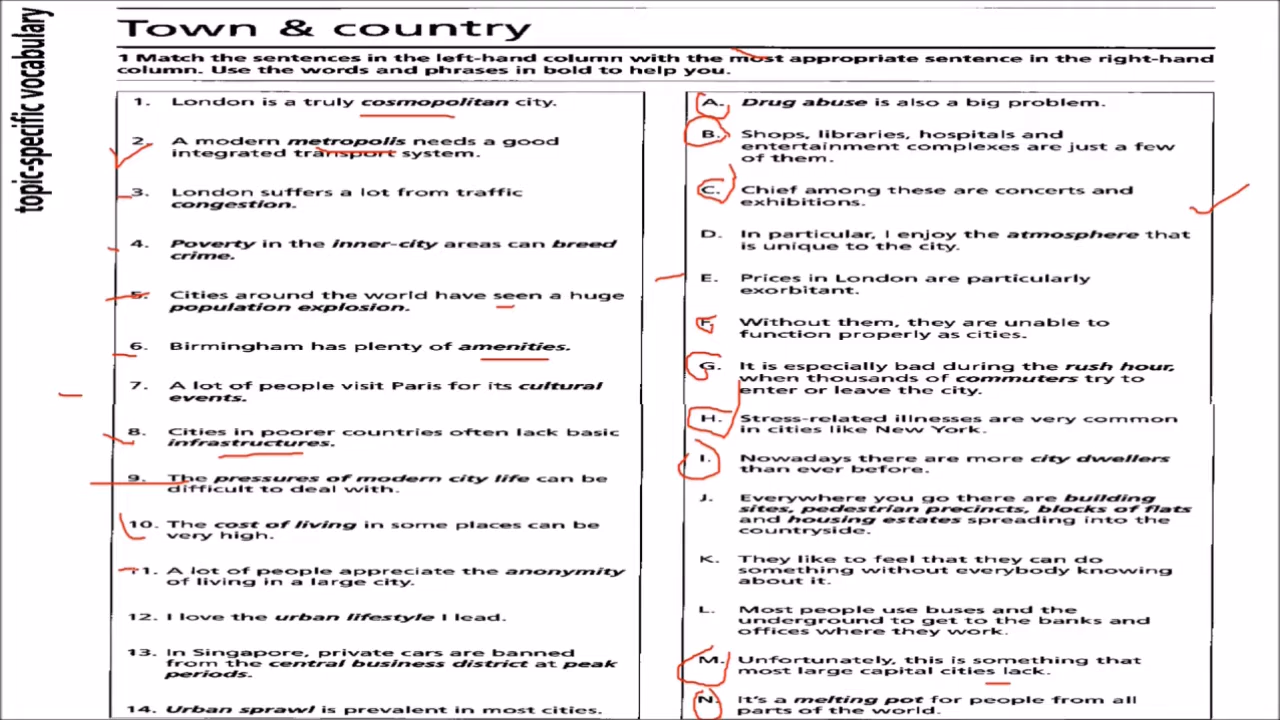 topic-specific vocabulary
Town & country
1 Match the sentences in the left-hand column with the most appropriate sentence in the right-hand
column. Use the words and phrases in bold to help you.
1. London is a truly cosmopolitan city.
2. A modern metropolis needs a good
integrated transport system.
3. London suffers a lot from traffic
congestion.
4. Poverty in the inner-city areas can breed
crime.
5. Cities around the world have seen a huge
population explosion.
6. Birmingham has plenty of amenities.
7. A lot of people visit Paris for its cultural
events.
8. Cities in poorer countries often lack basic
infrastructures.
9. The pressures of modern city life can be
difficult to deal with.
10. The cost of living in some places can be
very high.
11. A lot of people appreciate the anonymity
of living in a large city.
12. I love the urban lifestyle I lead.
13. In Singapore, private cars are banned
from the central business district at peak
periods.
14. Urban sprawl is prevalent in most cities.
A. Drug abuse is also a big problem.
B. Shops, libraries, hospitals and
entertainment complexes are just a few
of them.
C. Chief among these are concerts and
exhibitions.
D. In particular, I enjoy the atmosphere that
is unique to the city.
E. Prices in London are particularly
exorbitant.
F. Without them, they are unable to
function properly as cities.
G. It is especially bad during the rush hour,
when thousands of commuters try to
enter or leave the city.
H. Stress-related illnesses are very common
in cities like New York.
I. Nowadays there are more city dwellers
than ever before.
J. Everywhere you go there are building
sites, pedestrian precincts, blocks of flats
and housing estates spreading into the
countryside.
K. They like to feel that they can do
something without everybody knowing
about it.
L. Most people use buses and the
underground to get to the banks and
offices where they work.
M. Unfortunately, this is something that
most large capital cities lack.
N. It's a melting pot for people from all
parts of the world.